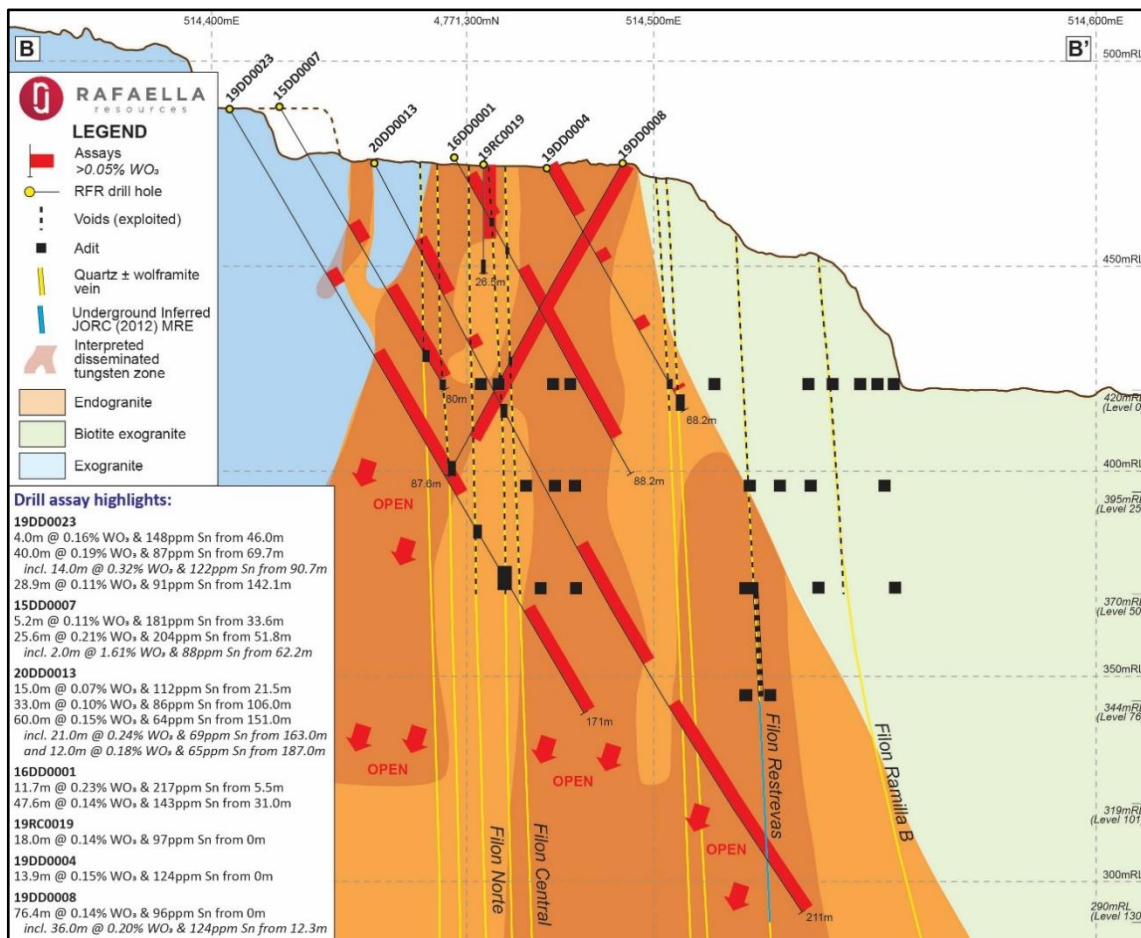 514,400mE
4,771,300mN
514,500mE
514,600mE
B
B'
500mRL
450mRL
400mRL
350mRL
300mRL
19DD0023
15DD0007
20DD0013
16DD0001
19RC0019
19DD0004
19DD0008
RAFAELLA
resources
LEGEND
Assays
>0.05% WO₃
RFR drill hole
Voids (exploited)
Adit
Quartz ± wolframite
vein
Underground Inferred
JORC (2012) MRE
Interpreted
disseminated
tungsten zone
Endogranite
Biotite exogranite
Exogranite
26.5m
80m
87.6m
68.2m
88.2m
171m
211m
OPEN
OPEN
OPEN
OPEN
420mRL
(Level 0)
395mRL
(Level 25)
370mRL
(Level 50)
344mRL
(Level 76)
319mRL
(Level 101)
290mRL
(Level 130)
Filon Norte
Filon Central
Filon Restrevas
Filon Ramilla B
Drill assay highlights:
19DD0023
4.0m @ 0.16% WO₃ & 148ppm Sn from 46.0m
40.0m @ 0.19% WO₃ & 87ppm Sn from 69.7m
incl. 14.0m @ 0.32% WO₃ & 122ppm Sn from 90.7m
28.9m @ 0.11% WO₃ & 91ppm Sn from 142.1m
15DD0007
5.2m @ 0.11% WO₃ & 181ppm Sn from 33.6m
25.6m @ 0.21% WO₃ & 204ppm Sn from 51.8m
incl. 2.0m @ 1.61% WO₃ & 88ppm Sn from 62.2m
20DD0013
15.0m @ 0.07% WO₃ & 112ppm Sn from 21.5m
33.0m @ 0.10% WO₃ & 86ppm Sn from 106.0m
60.0m @ 0.15% WO₃ & 64ppm Sn from 151.0m
incl. 21.0m @ 0.24% WO₃ & 69ppm Sn from 163.0m
and 12.0m @ 0.18% WO₃ & 65ppm Sn from 187.0m
16DD0001
11.7m @ 0.23% WO₃ & 217ppm Sn from 5.5m
47.6m @ 0.14% WO₃ & 143ppm Sn from 31.0m
19RC0019
18.0m @ 0.14% WO₃ & 97ppm Sn from 0m
19DD0004
13.9m @ 0.15% WO₃ & 124ppm Sn from 0m
19DD0008
76.4m @ 0.14% WO₃ & 96ppm Sn from 0m
incl. 36.0m @ 0.20% WO₃ & 124ppm Sn from 12.3m